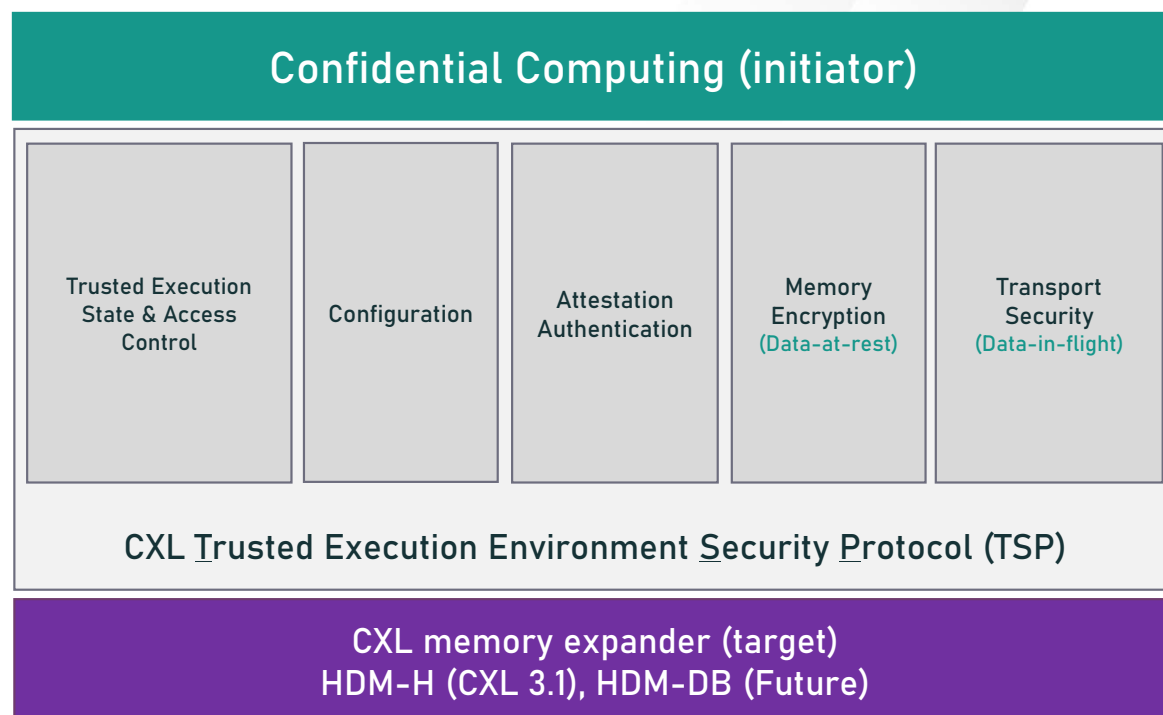 Confidential Computing (initiator)
Trusted Execution
State & Access
Control
Configuration
Attestation
Authentication
Memory
Encryption
(Data-at-rest)
Transport
Security
(Data-in-flight)
CXL Trusted Execution Environment Security Protocol (TSP)
CXL memory expander (target)
HDM-H (CXL 3.1), HDM-DB (Future)